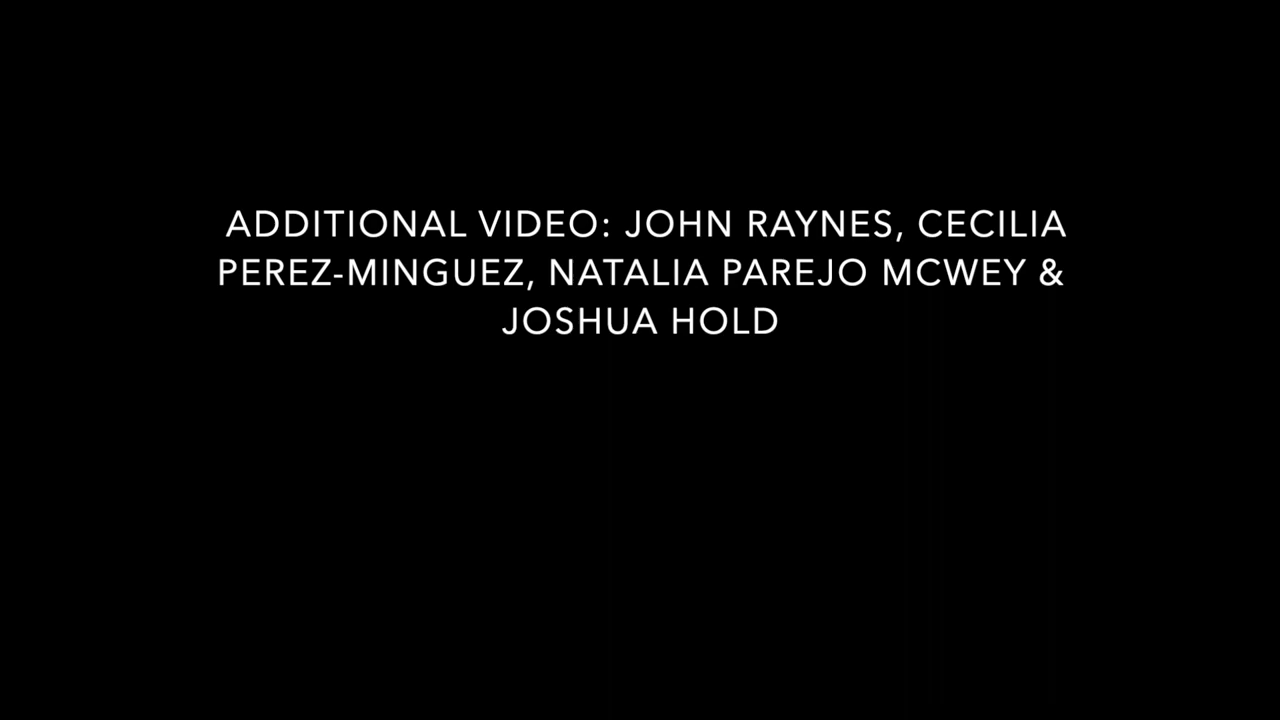 ADDITIONAL VIDEO: JOHN RAYNES, CECILIA
PEREZ-MINGUEZ, NATALIA PAREJO MCWEY &
JOSHUA HOLD